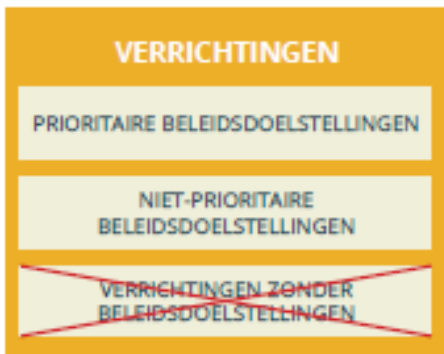 VERRICHTINGEN
PRIORITAIRE BELEIDSDOELSTELLINGEN
NIET-PRIORITAIRE
BELEIDSDOELSTELLINGEN
VERRICHTINGEN ZONDER
BELEIDSDOELSTELLINGEN